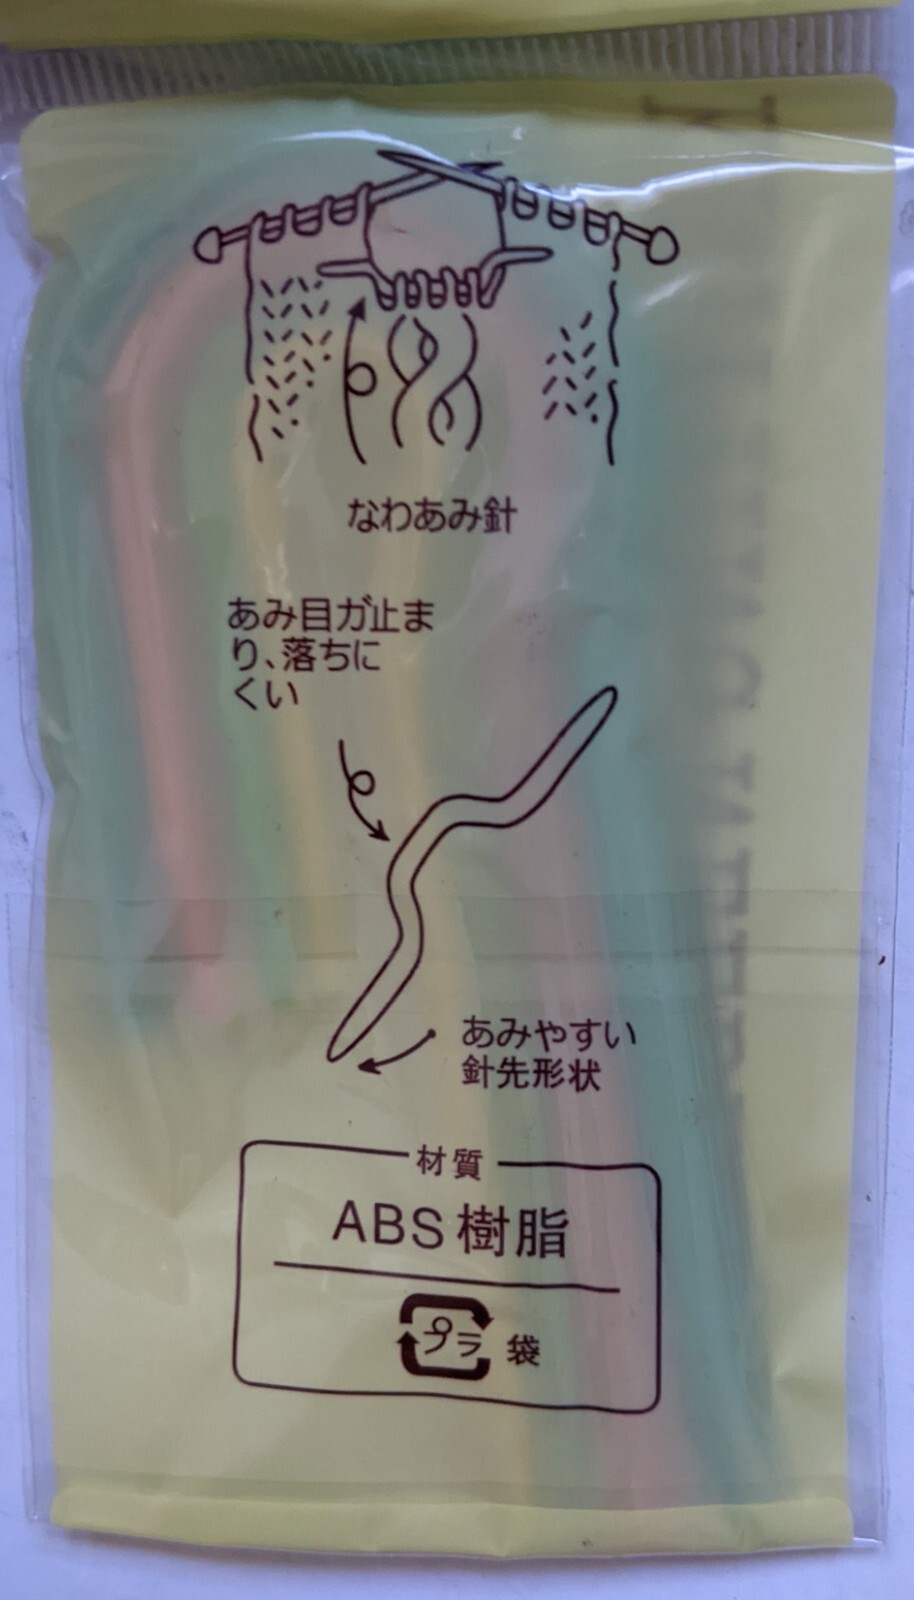 なわあみ針
あみ目が止ま
り、落ちに
くい
あみやすい
針先形状
材質
ABS樹脂
プラ 袋